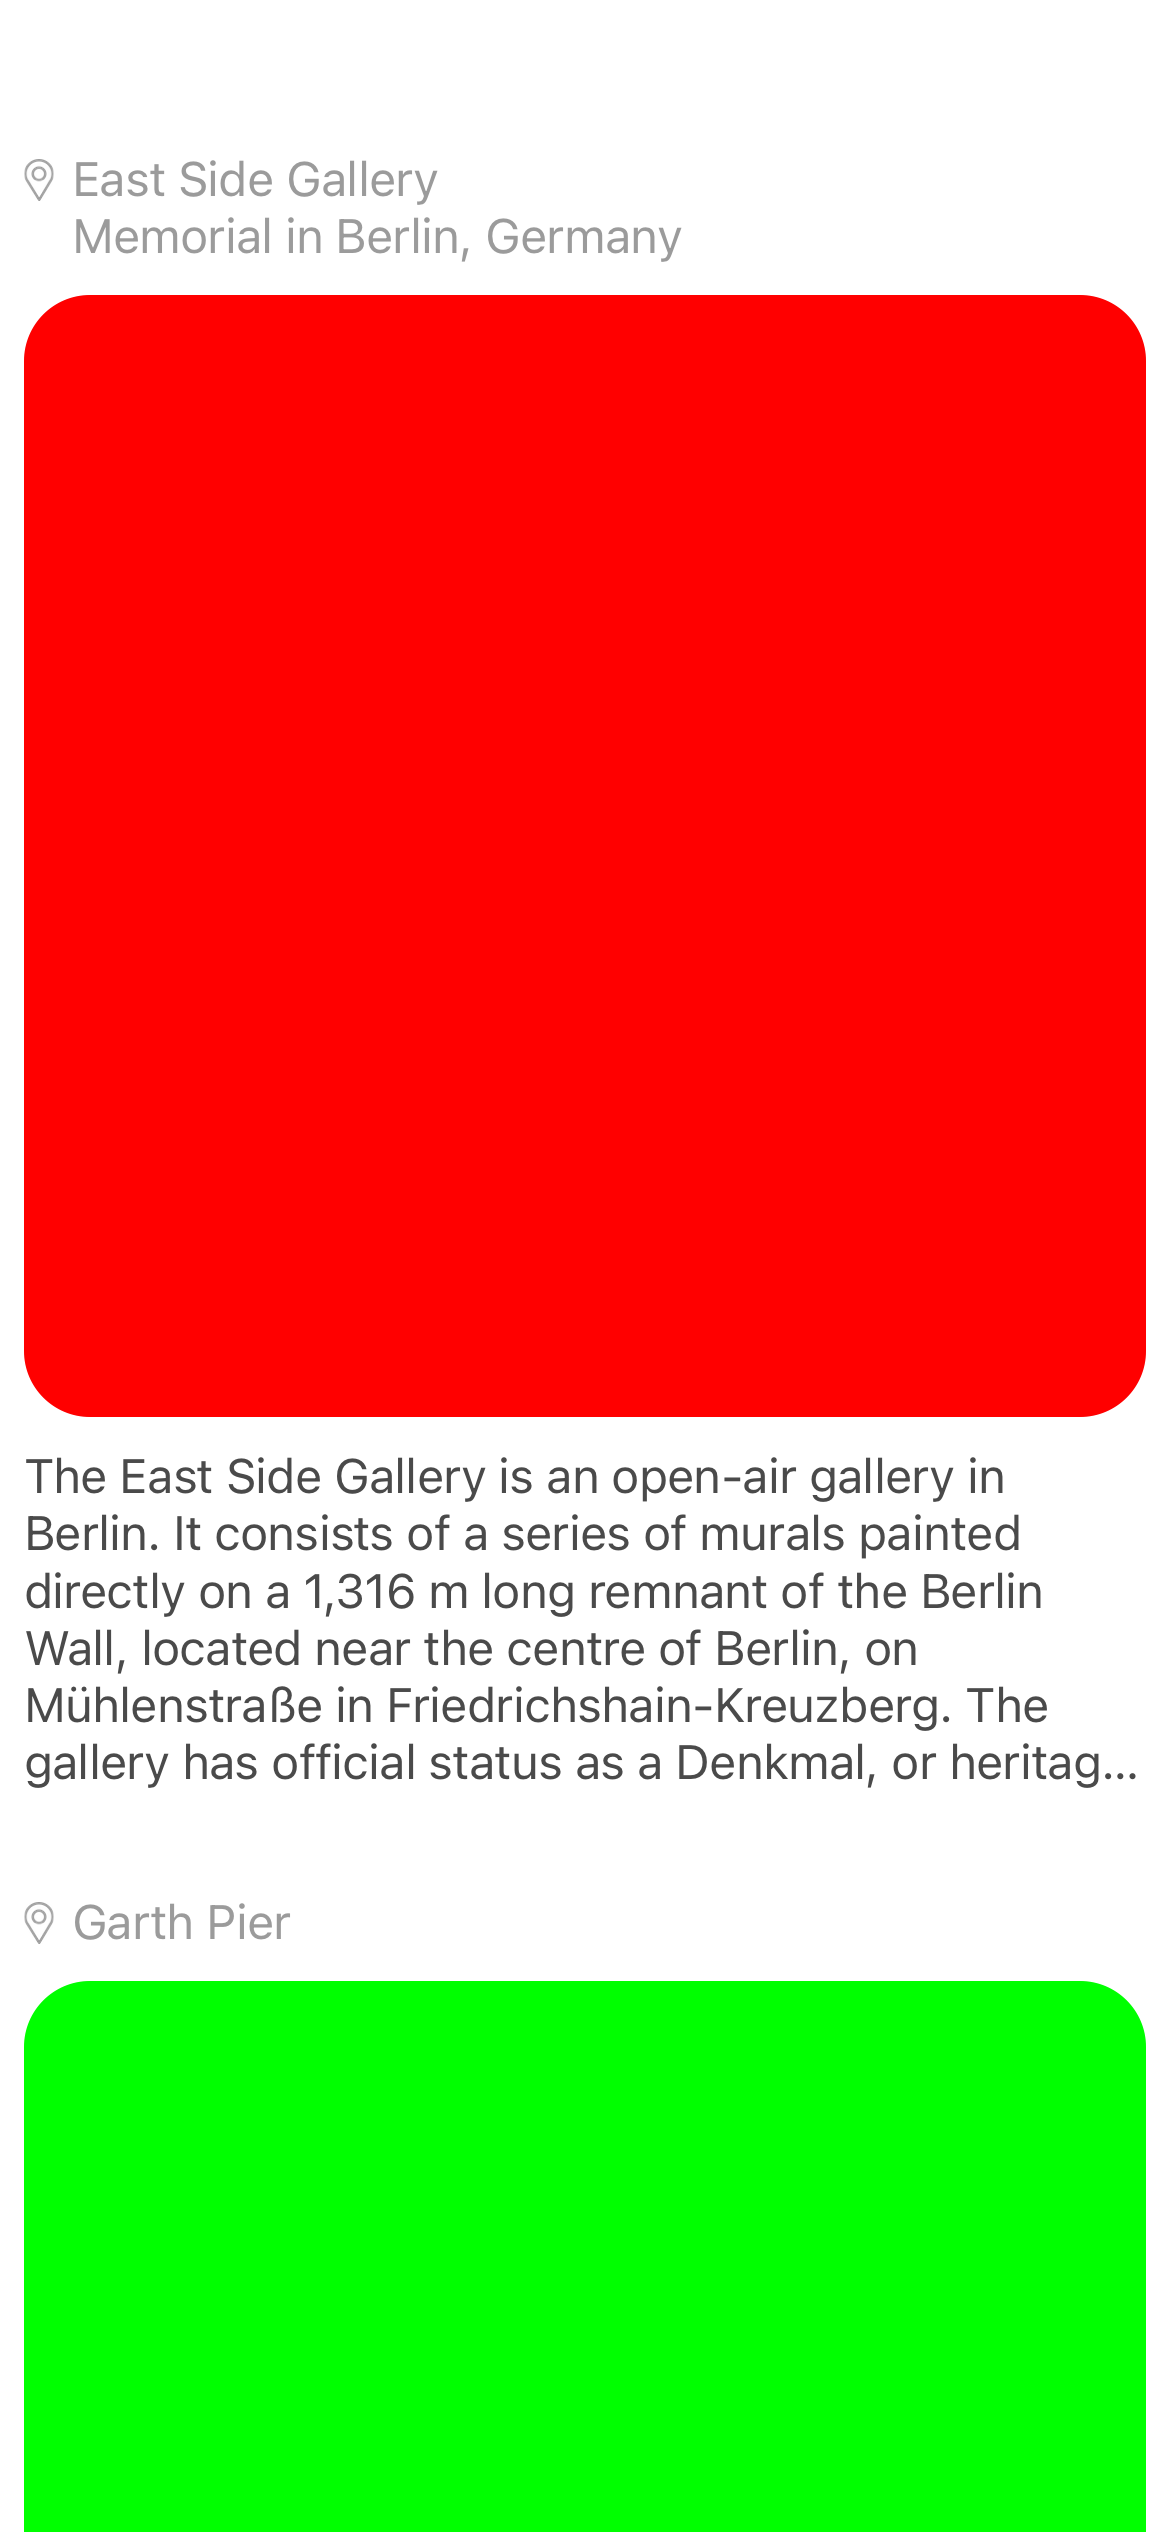 East Side Gallery
Memorial in Berlin, Germany
The East Side Gallery is an open-air gallery in
Berlin. It consists of a series of murals painted
directly on a 1,316 m long remnant of the Berlin
Wall, located near the centre of Berlin, on
Mühlenstraße in Friedrichshain-Kreuzberg. The
gallery has official status as a Denkmal, or heritag…
Garth Pier